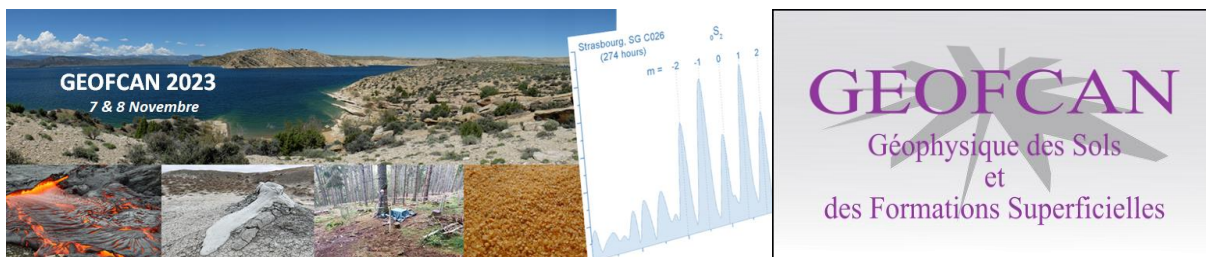 GEOFCAN 2023
7 & 8 Novembre
Strasbourg, SG C026
(274 hours)
₀S₂
m = -2 -1 0 1 2
GEOFCAN
Géophysique des Sols
et
des Formations Superficielles